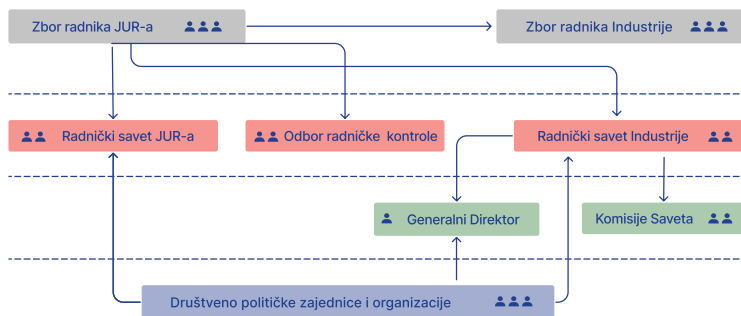 Zbor radnika JUR-a
Zbor radnika Industrije
Radnički savet JUR-a
Odbor radničke kontrole
Radnički savet Industrije
Generalni Direktor
Komisije Saveta
Društveno političke zajednice i organizacije